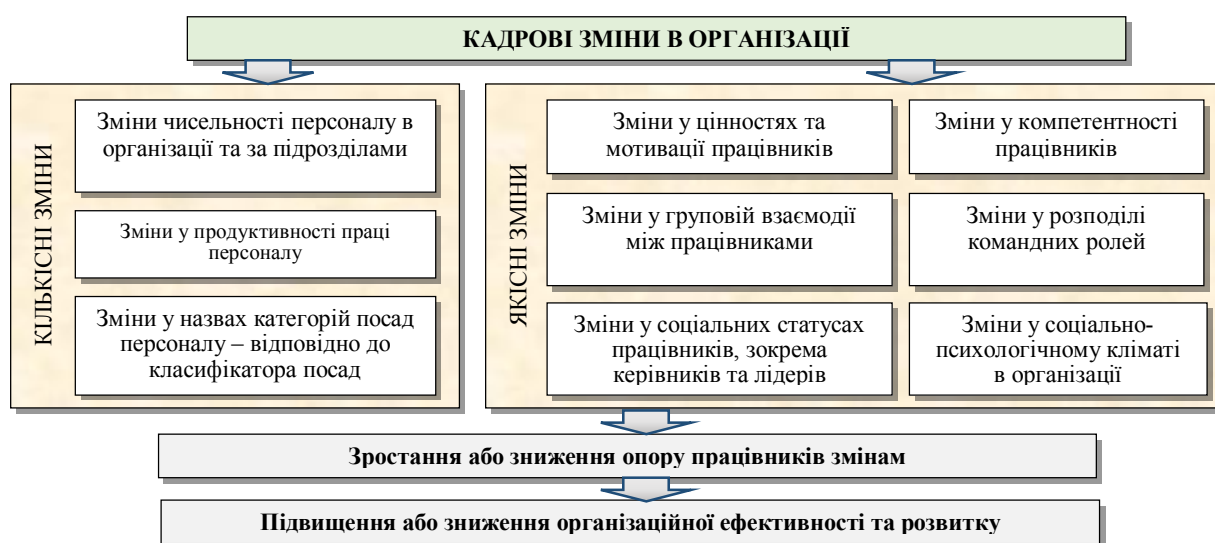 КАДРОВІ ЗМІНИ В ОРГАНІЗАЦІЇ
КІЛЬКІСНІ ЗМІНИ
Зміни чисельності персоналу в
організації та за підрозділами
Зміни у продуктивності праці
персоналу
Зміни у назвах категорій посад
персоналу – відповідно до
класифікатора посад
ЯКІСНІ ЗМІНИ
Зміни у цінностях та
мотивації працівників
Зміни у компетентності
працівників
Зміни у груповій взаємодії
між працівниками
Зміни у розподілі
командних ролей
Зміни у соціальних статусах
працівників, зокрема
керівників та лідерів
Зміни у соціально-
психологічному кліматі
в організації
Зростання або зниження опору працівників змінам
Підвищення або зниження організаційної ефективності та розвитку